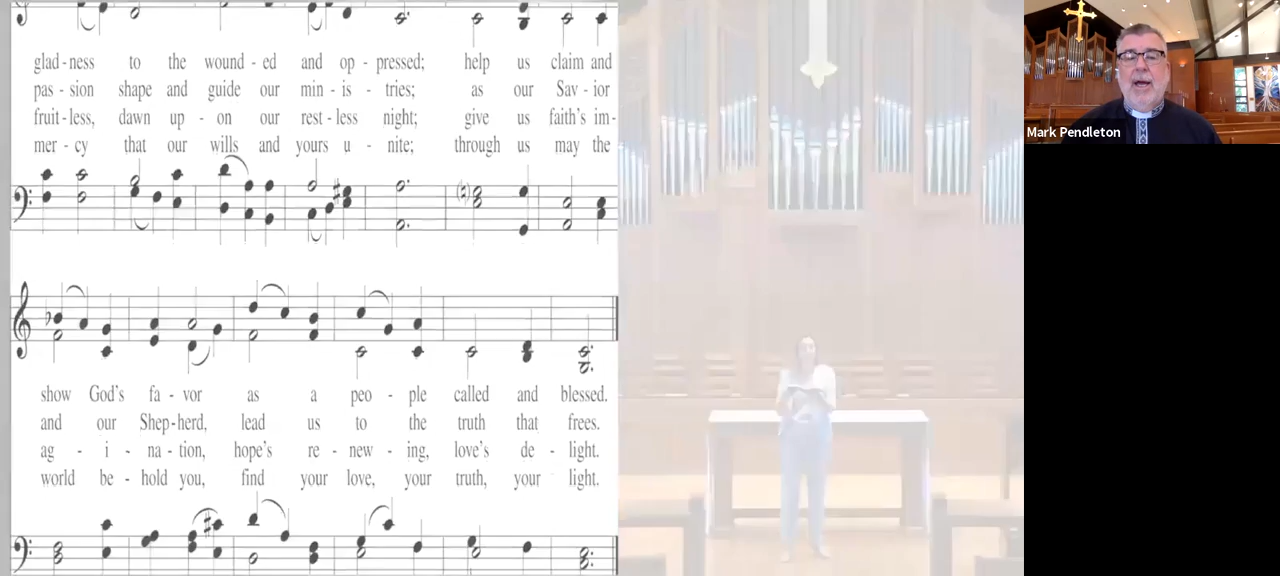 glad - ness to the wound - ed and op - pressed; help us claim and
pas - sion shape and guide our min - is - tries; as our Sav - ior
fruit - less, dawn up - on our rest - less night; give us faith's im -
mer - cy that our wills and yours u - nite; through us may the
show God's fa - vor as a peo - ple called and blessed.
and our Shep - herd, lead us to the truth that frees.
ag - i - na - tion, hope's re - new - ing, love's de - light.
world be - hold you, find your love, your truth, your light.
Mark Pendleton